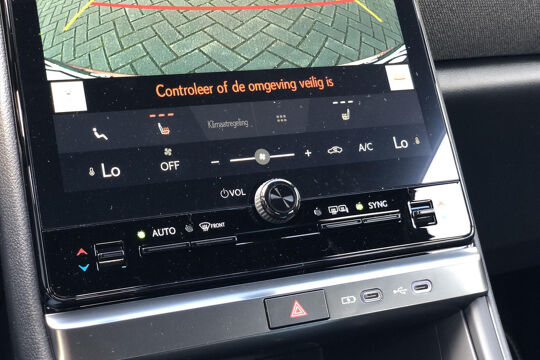 Controleer of de omgeving veilig is
Klimaatregeling
Lo OFF - + A/C Lo
VOL
AUTO FRONT SYNC